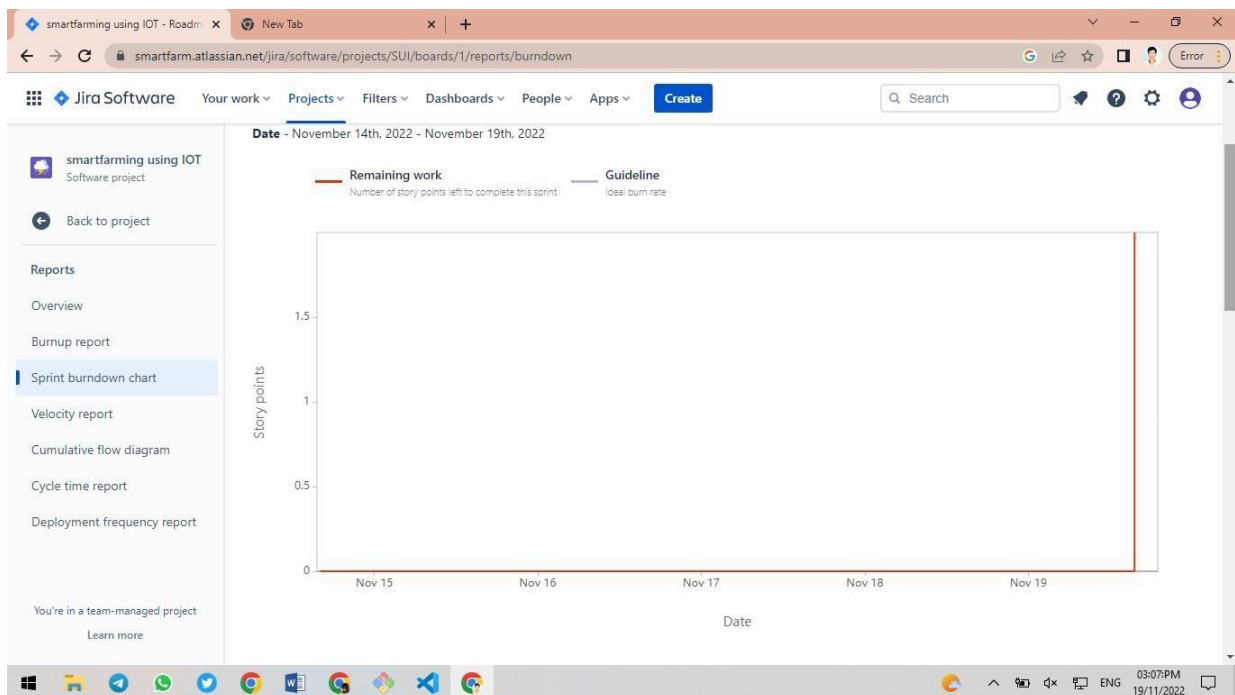 smartfarming using IOT - Roadm
New Tab
smartfarm.atlassian.net/jira/software/projects/SUI/boards/1/reports/burndown
Error
Jira Software
Your work
Projects
Filters
Dashboards
People
Apps
Create
Search
Date - November 14th, 2022 - November 19th, 2022
smartfarming using IOT
Software project
Back to project
Reports
Overview
Burnup report
Sprint burndown chart
Velocity report
Cumulative flow diagram
Cycle time report
Deployment frequency report
You're in a team-managed project
Learn more
Remaining work
Number of story points left to complete this sprint
Guideline
Ideal burn rate
Story points
1.5
1
0.5
0
Nov 15
Nov 16
Nov 17
Nov 18
Nov 19
Date
ENG
03:07:PM
19/11/2022